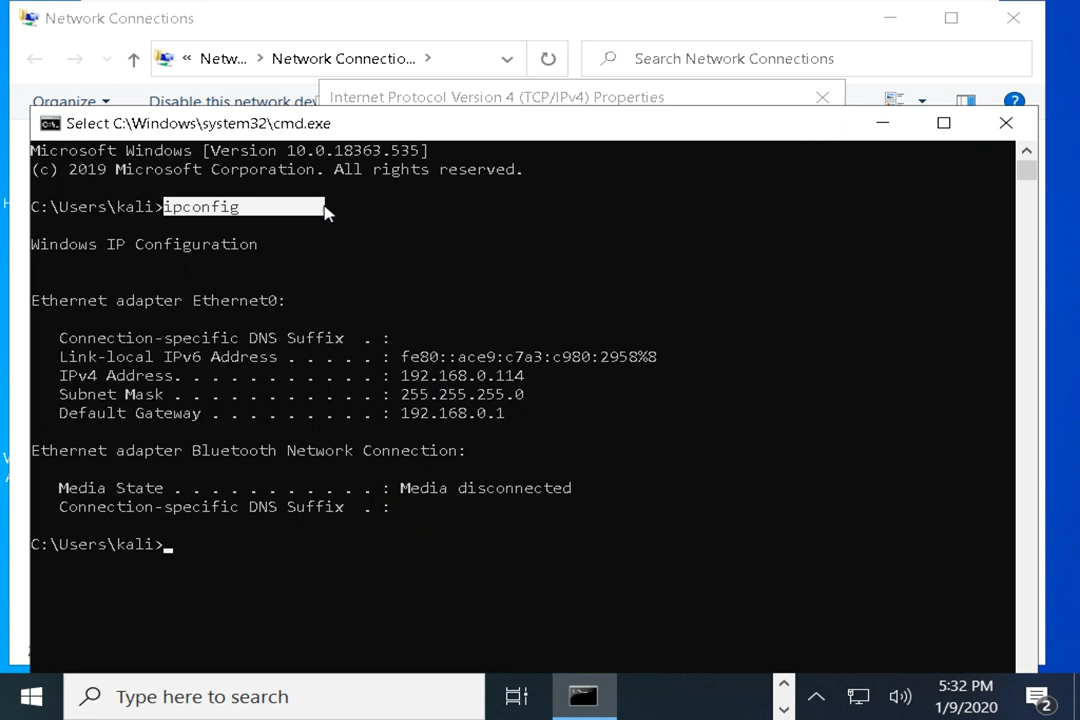 Network Connections
« Netw... > Network Connectio... >
Search Network Connections
Organize
Disable this network de
Internet Protocol Version 4 (TCP/IPv4) Properties
Select C:\Windows\system32\cmd.exe
Microsoft Windows [Version 10.0.18363.535]
(c) 2019 Microsoft Corporation. All rights reserved.
C:\Users\kali>ipconfig
Windows IP Configuration
Ethernet adapter Ethernet0:
Connection-specific DNS Suffix  . :
Link-local IPv6 Address . . . . . : fe80::ace9:c7a3:c980:2958%8
IPv4 Address. . . . . . . . . . . : 192.168.0.114
Subnet Mask . . . . . . . . . . . : 255.255.255.0
Default Gateway . . . . . . . . . : 192.168.0.1
Ethernet adapter Bluetooth Network Connection:
Media State . . . . . . . . . . . : Media disconnected
Connection-specific DNS Suffix  . :
C:\Users\kali>_
Type here to search
5:32 PM
1/9/2020
2